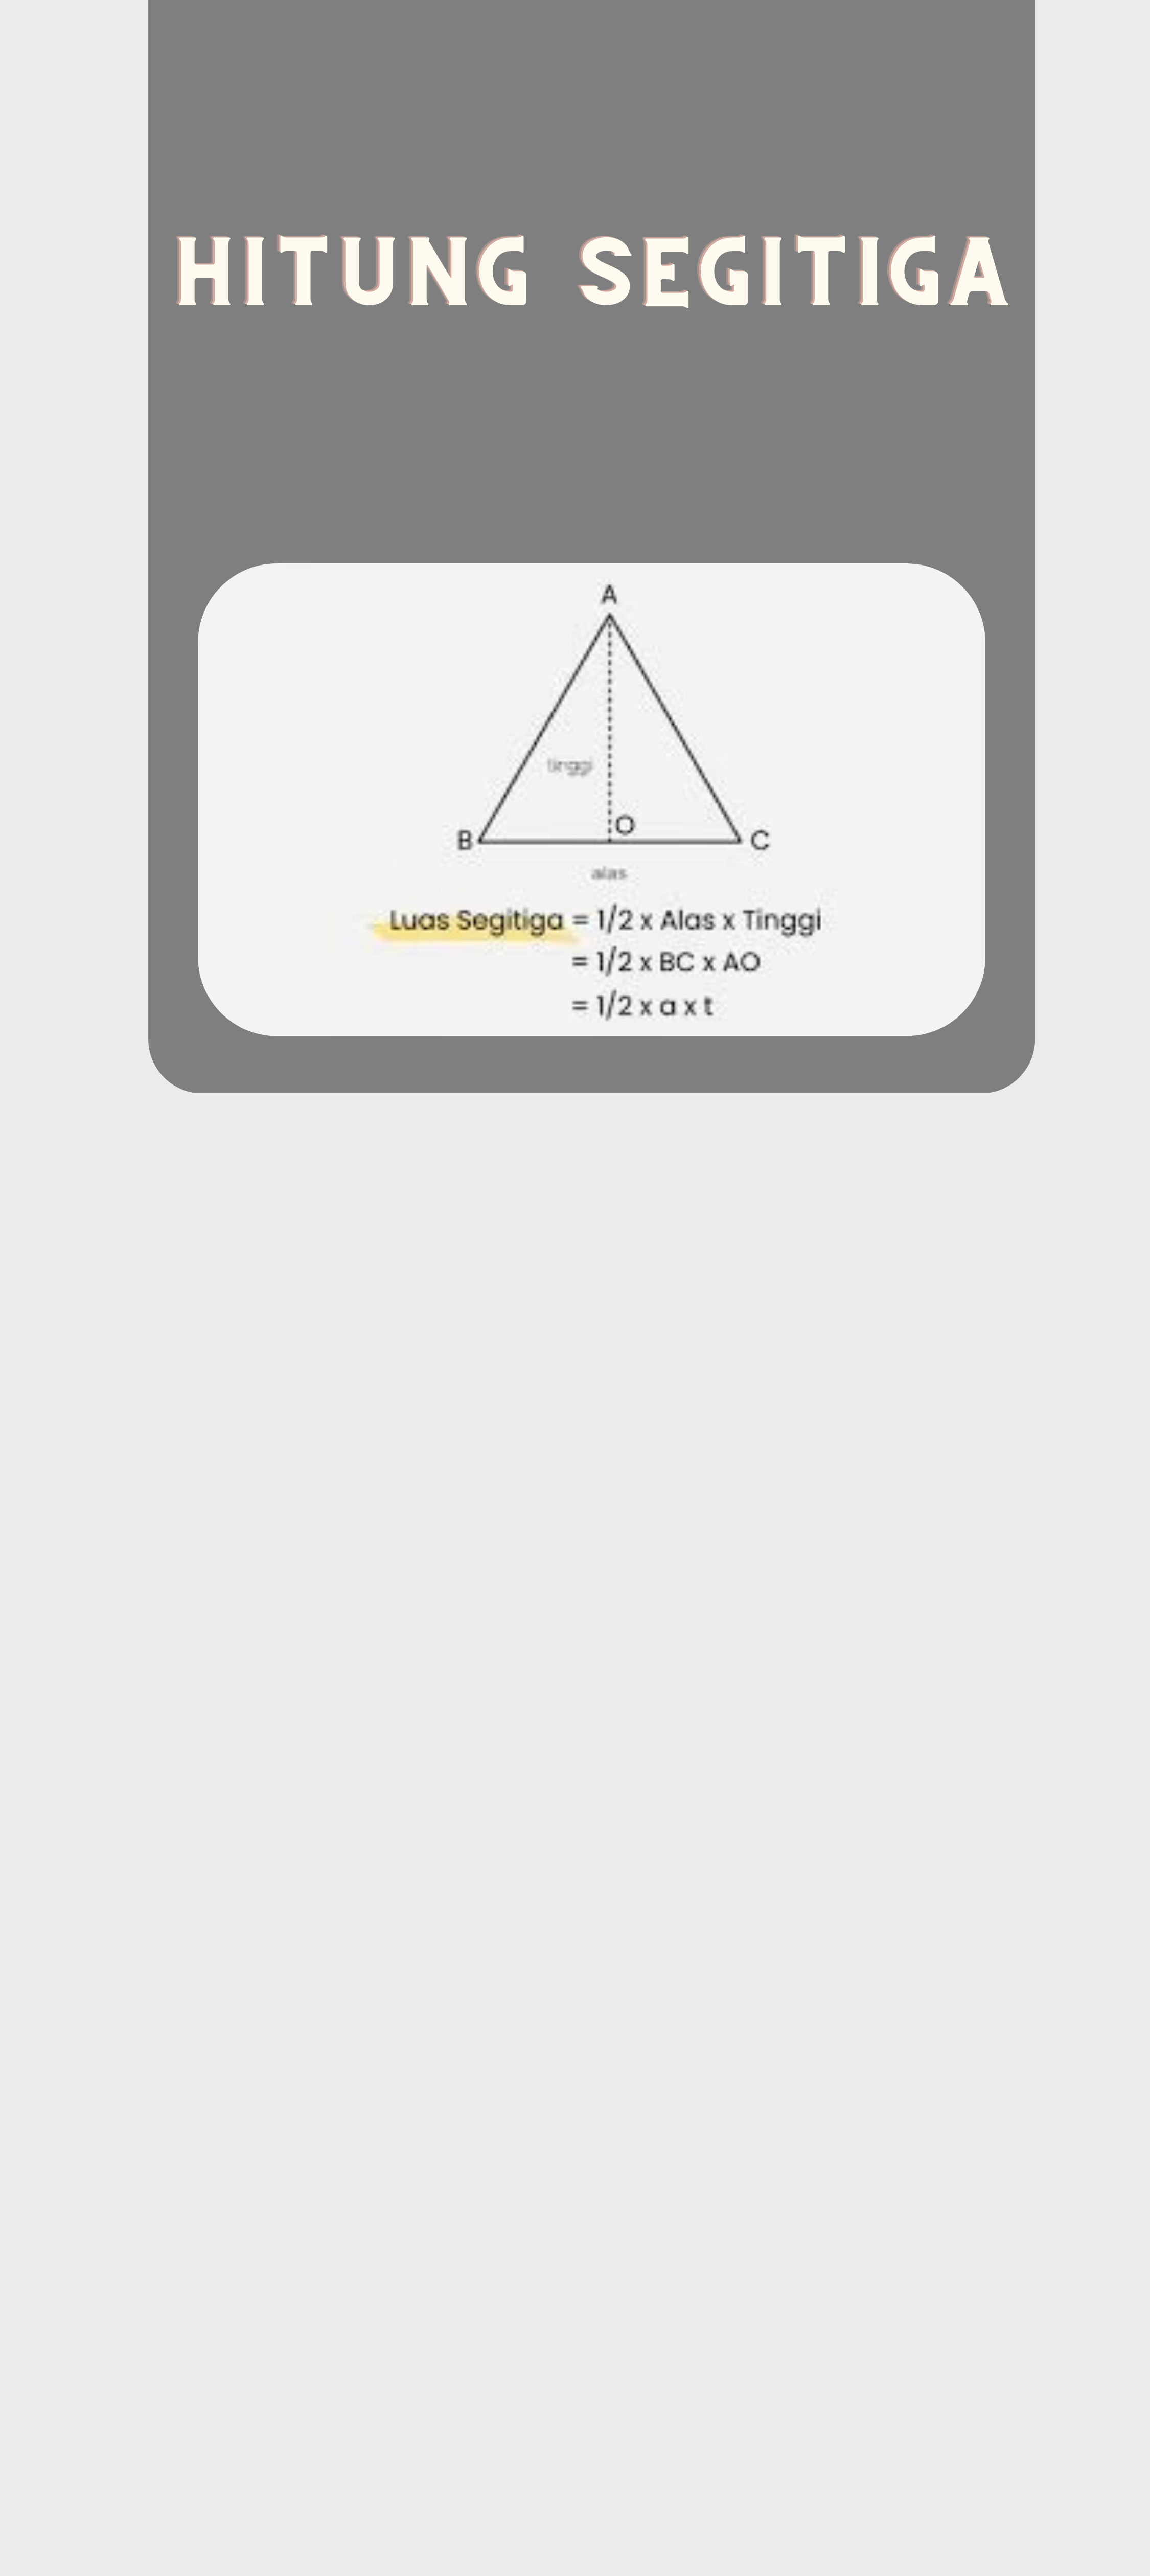 HITUNG SEGITIGA
A
tinggi
O
B
C
alas
Luas Segitiga = 1/2 x Alas x Tinggi
= 1/2 x BC x AO
= 1/2 x a x t